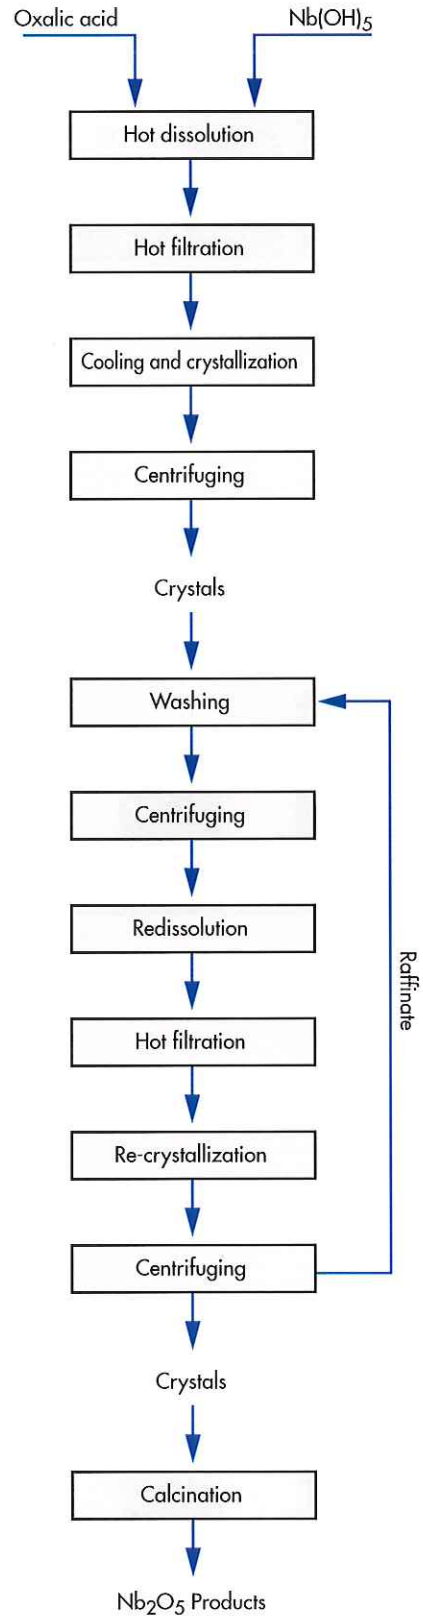 Oxalic acid
Nb(OH)5
Hot dissolution
Hot filtration
Cooling and crystallization
Centrifuging
Crystals
Washing
Centrifuging
Redissolution
Raffinate
Hot filtration
Re-crystallization
Centrifuging
Crystals
Calcination
Nb2O5 Products